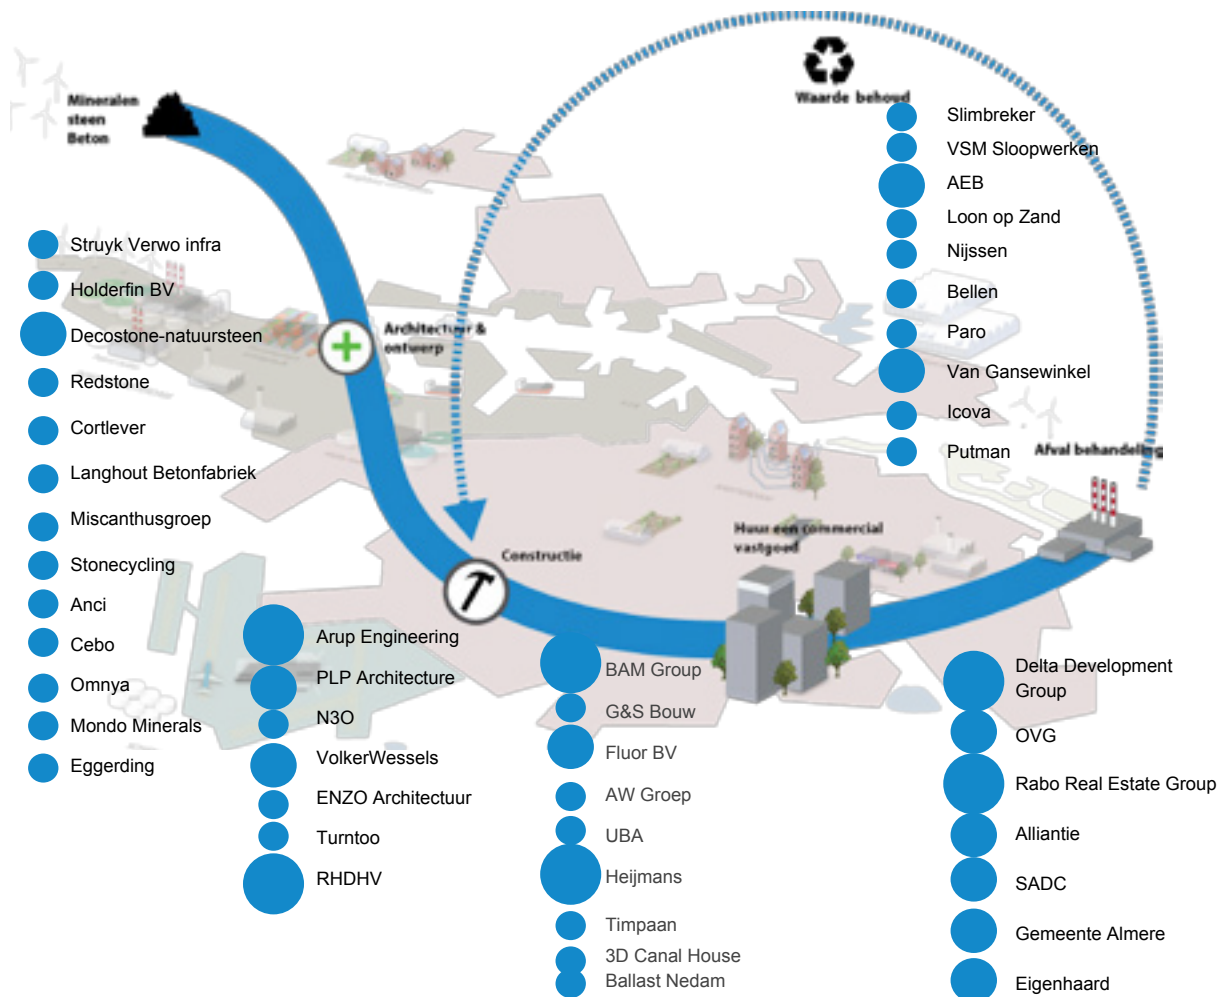 Mineralen
steen
Beton
Waarde behoud
Slimbreker
VSM Sloopwerken
AEB
Loon op Zand
Nijssen
Bellen
Paro
Van Gansewinkel
Icova
Putman
Afval behandeling
Struyk Verwo infra
Holderfin BV
Decostone-natuursteen
Redstone
Cortlever
Langhout Betonfabriek
Miscanthusgroep
Stonecycling
Anci
Cebo
Omnya
Mondo Minerals
Eggerding
Architectuur &
ontwerp
Constructie
Huur een commercial
vastgoed
Arup Engineering
PLP Architecture
N3O
VolkerWessels
ENZO Architectuur
Turntoo
RHDHV
BAM Group
G&S Bouw
Fluor BV
AW Groep
UBA
Heijmans
Timpaan
3D Canal House
Ballast Nedam
Delta Development
Group
OVG
Rabo Real Estate Group
Alliantie
SADC
Gemeente Almere
Eigenhaard